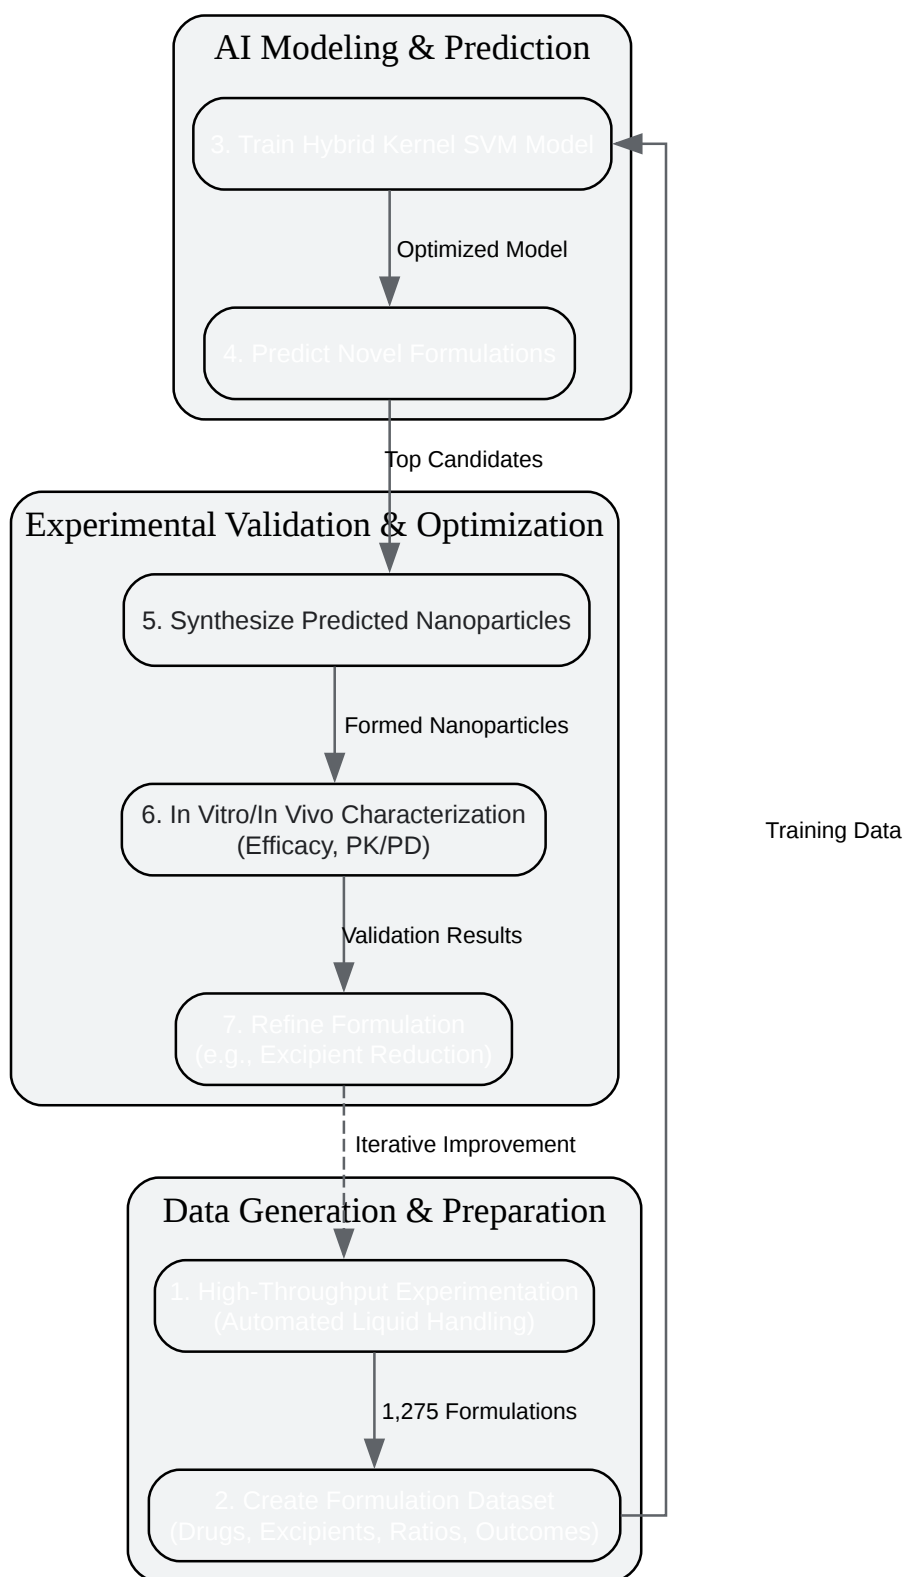 AI Modeling & Prediction
3. Train Hybrid Kernel SVM Model
Optimized Model
4. Predict Novel Formulations
Top Candidates
Experimental Validation & Optimization
5. Synthesize Predicted Nanoparticles
Formed Nanoparticles
6. In Vitro/In Vivo Characterization
(Efficacy, PK/PD)
Training Data
Validation Results
7. Refine Formulation
(e.g., Excipient Reduction)
Iterative Improvement
Data Generation & Preparation
1. High-Throughput Experimentation
(Automated Liquid Handling)
1,275 Formulations
2. Create Formulation Dataset
(Drugs, Excipients, Ratios, Outcomes)